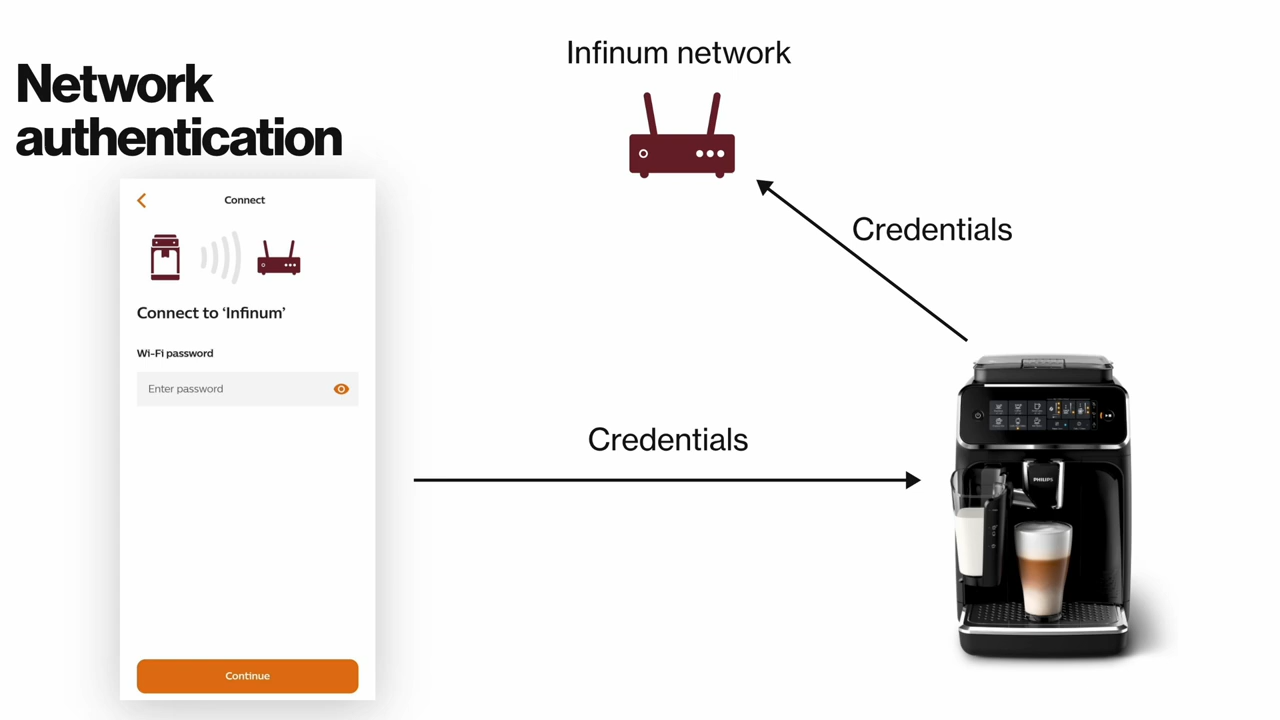 Network
authentication
Infinum network
Connect
Connect to ‘Infinum’
Wi-Fi password
Enter password
Continue
Credentials
Credentials
PHILIPS